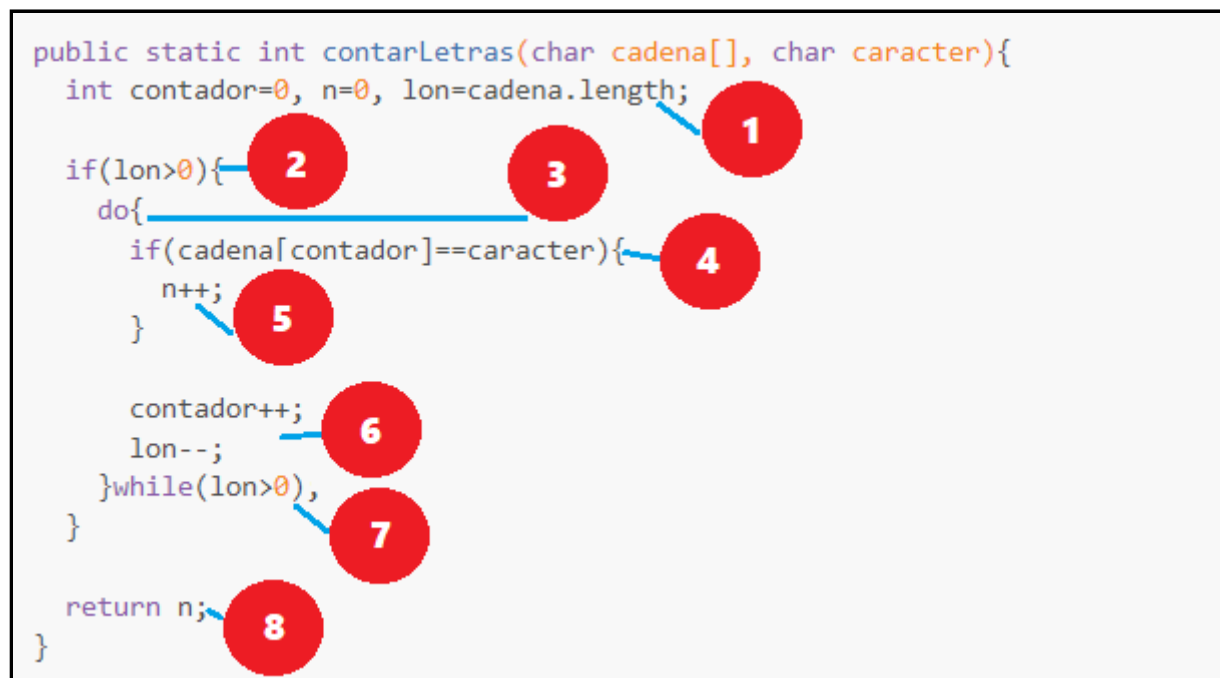 public static int contarLetras(char cadena[], char caracter){
int contador=0, n=0, lon=cadena.length;
1
if(lon>0){
2
3
do{
if(cadena[contador]==caracter){
4
n++;
5
}
contador++;
6
lon--;
}while(lon>0),
7
}
return n;
8
}